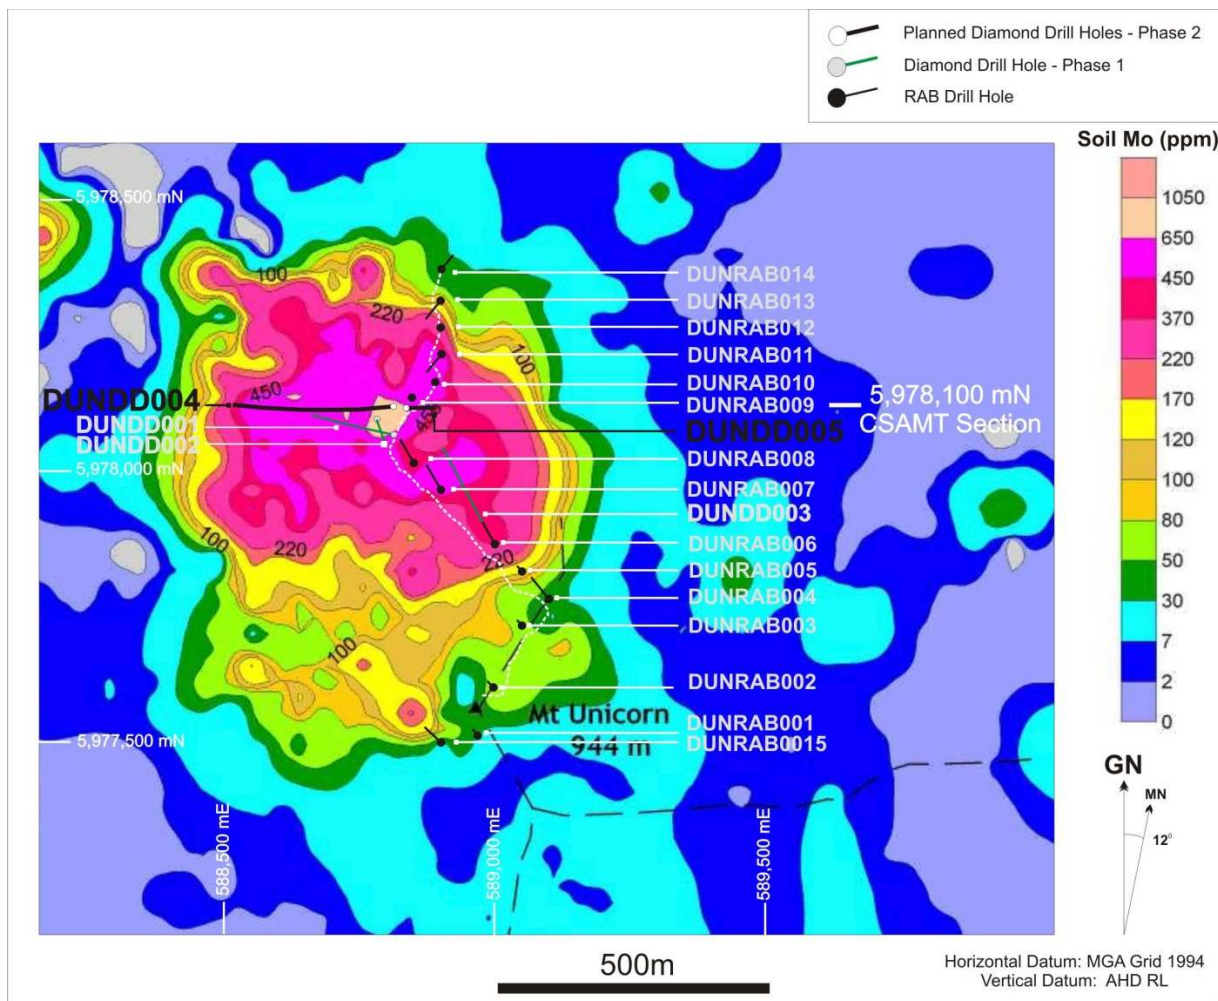 Planned Diamond Drill Holes - Phase 2
Diamond Drill Hole - Phase 1
RAB Drill Hole
Soil Mo (ppm)
1050
650
450
370
220
170
120
100
80
50
30
7
2
0
5,978,500 mN
100
220
100
450
450
DUNRAB014
DUNRAB013
DUNRAB012
DUNRAB011
DUNRAB010
DUNRAB009
5,978,100 mN
CSAMT Section
DUNDD004
DUNDD001
DUNDD002
DUNDD005
5,978,000 mN
DUNRAB008
DUNRAB007
DUNDD003
DUNRAB006
DUNRAB005
DUNRAB004
DUNRAB003
100
220
220
100
DUNRAB002
Mt Unicorn
944 m
DUNRAB001
DUNRAB0015
5,977,500 mN
588,500 mE
589,000 mE
589,500 mE
GN
MN
12°
500m
Horizontal Datum: MGA Grid 1994
Vertical Datum: AHD RL